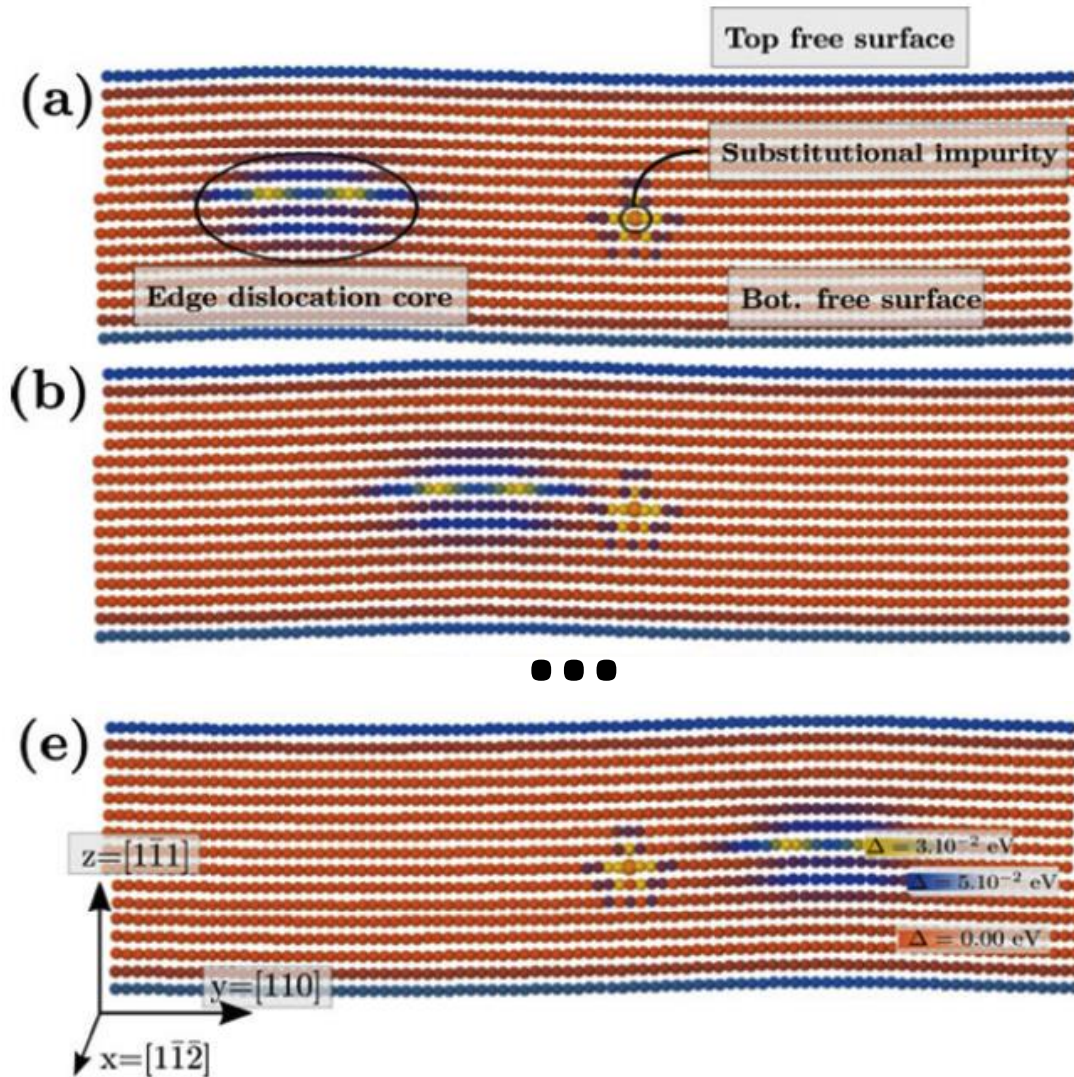 Top free surface
(a)
Substitutional impurity
Edge dislocation core
Bot. free surface
(b)
•••
(e)
z=[11̄1]
Δ = 3.10⁻² eV
Δ = 5.10⁻² eV
Δ = 0.00 eV
y=[110]
x=[11̄2̄]